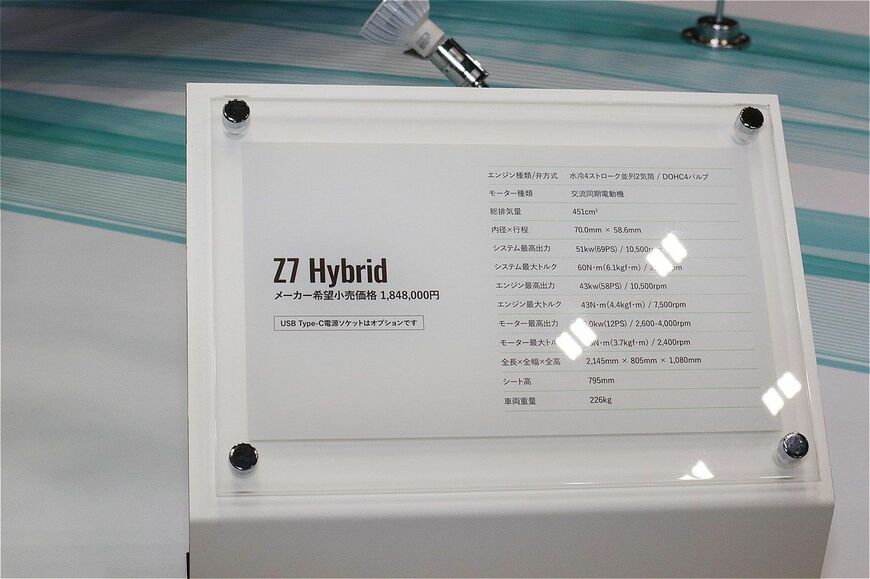 Z7 Hybrid
メーカー希望小売価格 1,848,000円
USB Type-C電源ソケットはオプションです
エンジン種類/弁方式 水冷4ストローク並列2気筒 / DOHC4バルブ
モーター種類 交流同期電動機
総排気量 451cm³
内径×行程 70.0mm × 58.6mm
システム最高出力 51kw(69PS) / 10,500rpm
システム最大トルク 60N・m(6.1kgf・m) /
エンジン最高出力 43kw(58PS) / 10,500rpm
エンジン最大トルク 43N・m(4.4kgf・m) / 7,500rpm
モーター最高出力 (12PS) / 2,600-4,000rpm
モーター最大トルク (3.7kgf・m) / 2,400rpm
全長×全幅×全高 2,145mm × 805mm × 1,080mm
シート高 795mm
車両重量 226kg